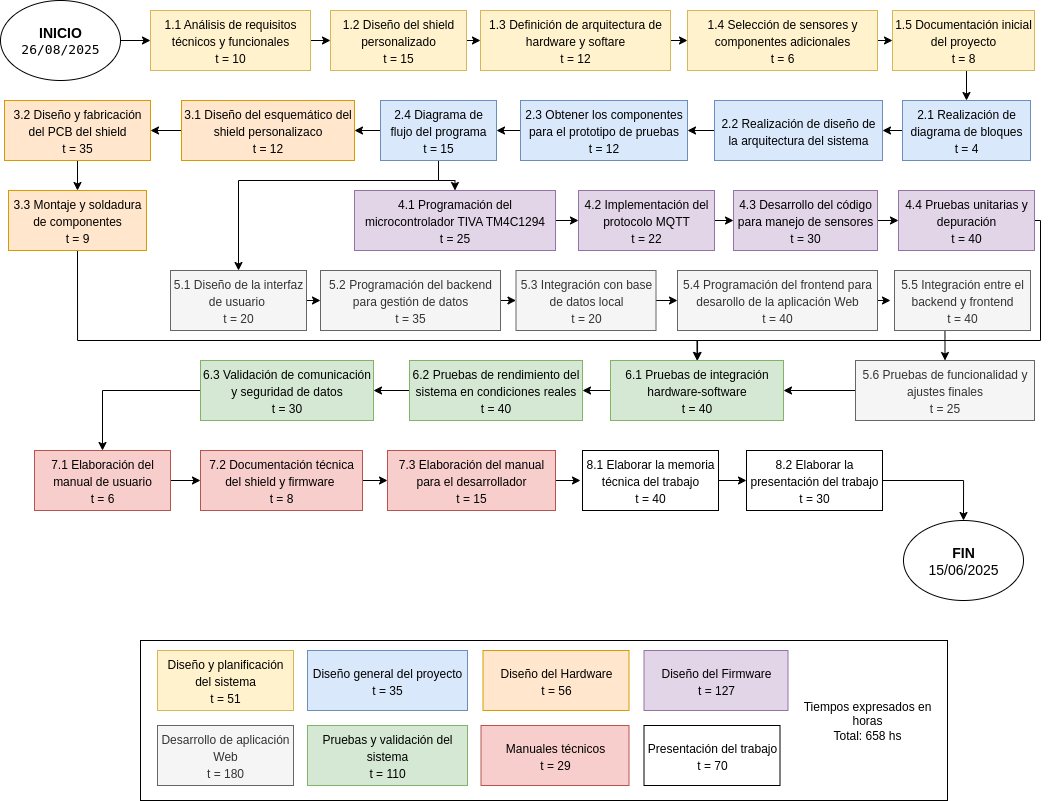 INICIO
26/08/2025
1.1 Análisis de requisitos
técnicos y funcionales
t = 10
1.2 Diseño del shield
personalizado
t = 15
1.3 Definición de arquitectura de
hardware y softare
t = 12
1.4 Selección de sensores y
componentes adicionales
t = 6
1.5 Documentación inicial
del proyecto
t = 8
3.2 Diseño y fabricación
del PCB del shield
t = 35
3.1 Diseño del esquemático del
shield personalizaco
t = 12
2.4 Diagrama de
flujo del programa
t = 15
2.3 Obtener los componentes
para el prototipo de pruebas
t = 12
2.2 Realización de diseño de
la arquitectura del sistema
2.1 Realización de
diagrama de bloques
t = 4
3.3 Montaje y soldadura
de componentes
t = 9
4.1 Programación del
microcontrolador TIVA TM4C1294
t = 25
4.2 Implementación del
protocolo MQTT
t = 22
4.3 Desarrollo del código
para manejo de sensores
t = 30
4.4 Pruebas unitarias y
depuración
t = 40
5.1 Diseño de la interfaz
de usuario
t = 20
5.2 Programación del backend
para gestión de datos
t = 35
5.3 Integración con base
de datos local
t = 20
5.4 Programación del frontend para
desarollo de la aplicación Web
t = 40
5.5 Integración entre el
backend y frontend
t = 40
6.3 Validación de comunicación
y seguridad de datos
t = 30
6.2 Pruebas de rendimiento del
sistema en condiciones reales
t = 40
6.1 Pruebas de integración
hardware-software
t = 40
5.6 Pruebas de funcionalidad y
ajustes finales
t = 25
7.1 Elaboración del
manual de usuario
t = 6
7.2 Documentación técnica
del shield y firmware
t = 8
7.3 Elaboración del manual
para el desarrollador
t = 15
8.1 Elaborar la memoria
técnica del trabajo
t = 40
8.2 Elaborar la
presentación del trabajo
t = 30
FIN
15/06/2025
Diseño y planificación
del sistema
t = 51
Diseño general del proyecto
t = 35
Diseño del Hardware
t = 56
Diseño del Firmware
t = 127
Desarrollo de aplicación
Web
t = 180
Pruebas y validación del
sistema
t = 110
Manuales técnicos
t = 29
Presentación del trabajo
t = 70
Tiempos expresados en
horas
Total: 658 hs